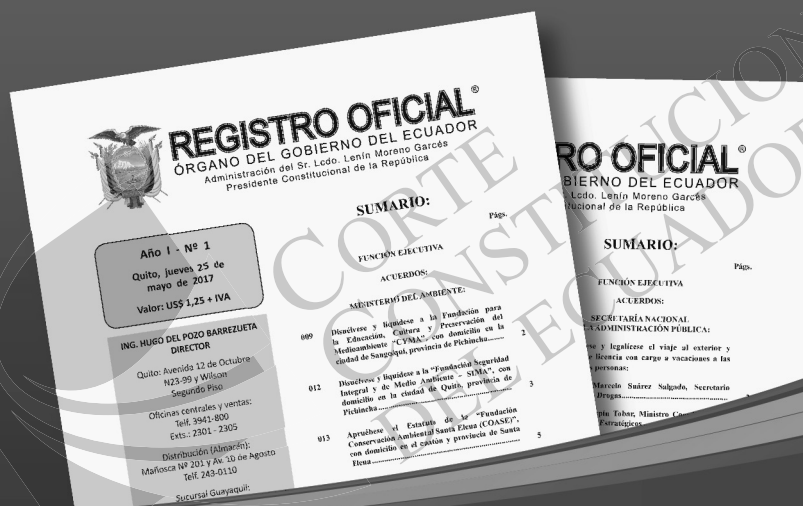 REGISTRO OFICIAL®
ÓRGANO DEL GOBIERNO DEL ECUADOR
Administración del Sr. Lcdo. Lenín Moreno Garcés
Presidente Constitucional de la República
Año I - Nº 1
Quito, jueves 25 de
mayo de 2017
Valor: US$ 1,25 + IVA
ING. HUGO DEL POZO BARREZUETA
DIRECTOR
Quito: Avenida 12 de Octubre
N23-99 y Wilson
Segundo Piso
Oficinas centrales y ventas:
Telf. 3941-800
Exts.: 2301 - 2305
Distribución (Almacén):
Mañosca Nº 201 y Av. 10 de Agosto
Telf. 243-0110
Sucursal Guayaquil:
SUMARIO:
Págs.
FUNCIÓN EJECUTIVA
ACUERDOS:
MINISTERIO DEL AMBIENTE:
009 Disuélvese y liquídese a la Fundación para
la Educación, Cultura y Preservación del
Medioambiente "CYMA", con domicilio en la
ciudad de Sangolquí, provincia de Pichincha........ 2
012 Disuélvese y liquídese a la "Fundación Seguridad
Integral y de Medio Ambiente – SIMA", con
domicilio en la ciudad de Quito, provincia de
Pichincha........ 3
013 Apruébese el Estatuto de la "Fundación
Conservación Ambiental Santa Elena (COASE)",
con domicilio en el cantón y provincia de Santa
Elena........ 5
RO OFICIAL®
BIERNO DEL ECUADOR
Lcdo. Lenín Moreno Garcés
tucional de la República
SUMARIO:
Págs.
FUNCIÓN EJECUTIVA
ACUERDOS:
SECRETARÍA NACIONAL
LA ADMINISTRACIÓN PÚBLICA:
se y legalícese el viaje al exterior y
licencia con cargo a vacaciones a las
s personas:
Marcelo Suárez Salgado, Secretario
Drogas........
Tobar, Ministro
Estratégicos
CORTE
CONSTITUCION
DEL ECUADOR